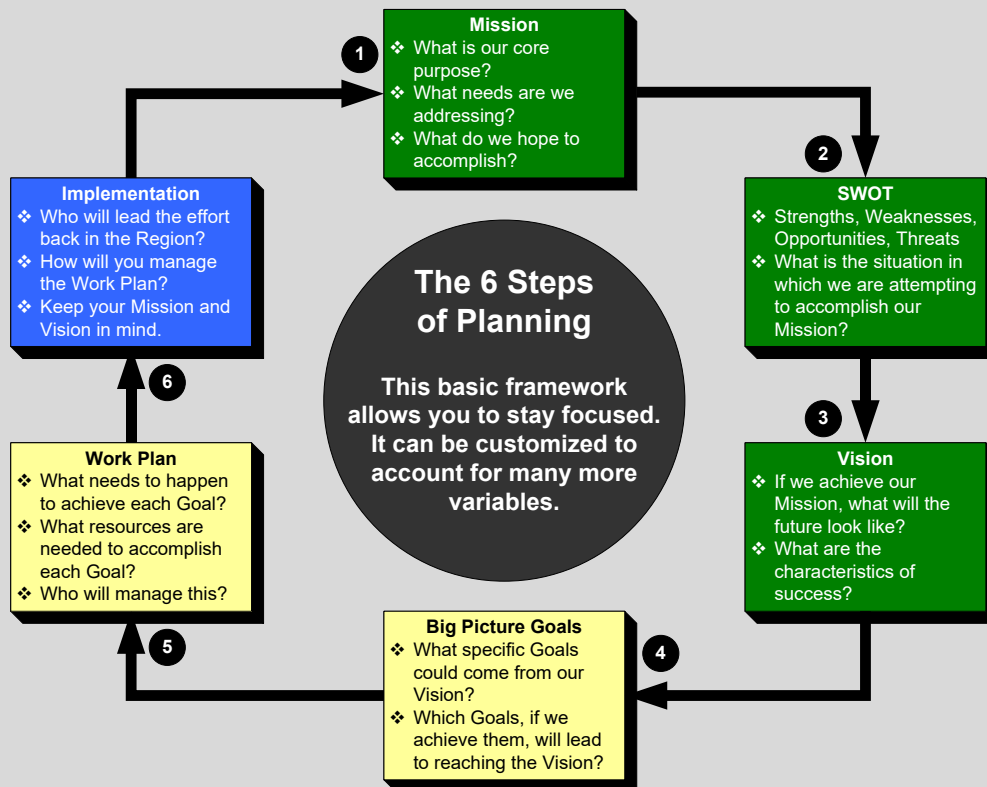 1
Mission
❖ What is our core
purpose?
❖ What needs are we
addressing?
❖ What do we hope to
accomplish?
2
SWOT
❖ Strengths, Weaknesses,
Opportunities, Threats
❖ What is the situation in
which we are attempting
to accomplish our
Mission?
3
Vision
❖ If we achieve our
Mission, what will the
future look like?
❖ What are the
characteristics of
success?
4
Big Picture Goals
❖ What specific Goals
could come from our
Vision?
❖ Which Goals, if we
achieve them, will lead
to reaching the Vision?
5
Work Plan
❖ What needs to happen
to achieve each Goal?
❖ What resources are
needed to accomplish
each Goal?
❖ Who will manage this?
6
Implementation
❖ Who will lead the effort
back in the Region?
❖ How will you manage
the Work Plan?
❖ Keep your Mission and
Vision in mind.
The 6 Steps
of Planning
This basic framework
allows you to stay focused.
It can be customized to
account for many more
variables.